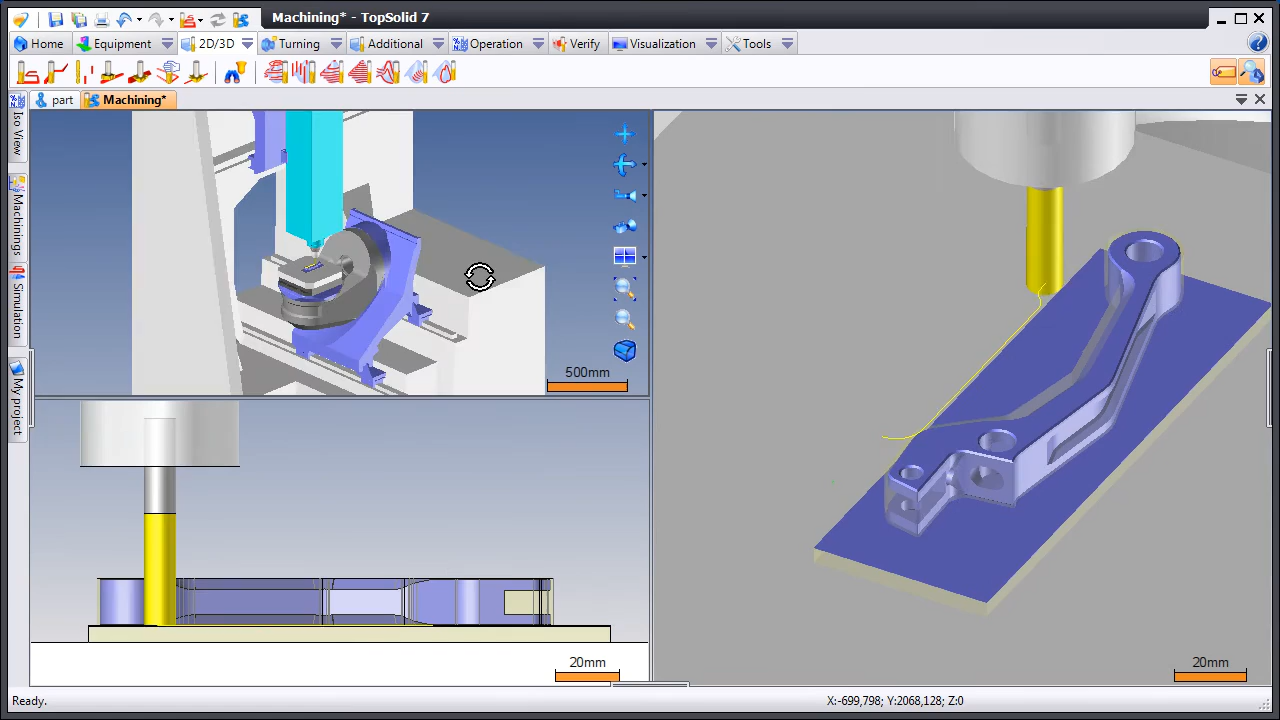 Machining* - TopSolid 7
Home Equipment 2D/3D Turning Additional Operation Verify Visualization Tools
part Machining*
Iso View
Machinings
Simulation
My project
500mm
20mm
20mm
Ready. X:-699,798; Y:2068,128; Z:0